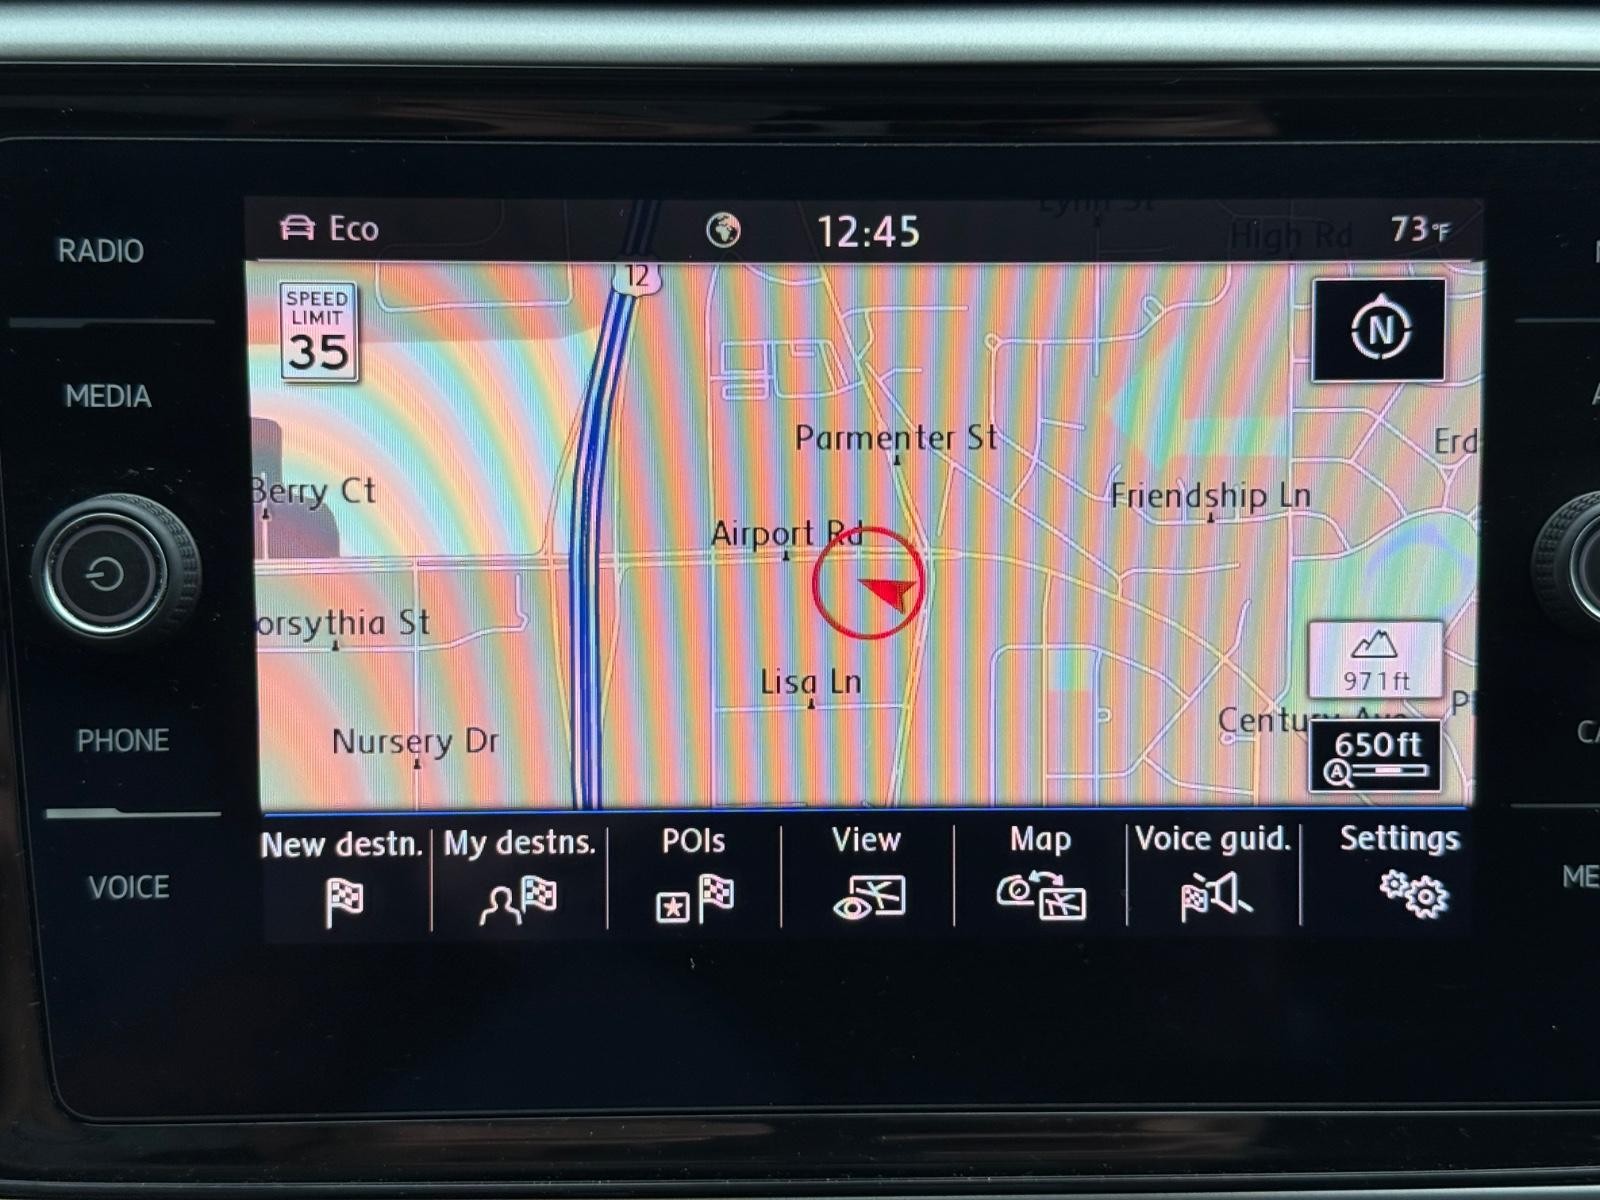 RADIO
MEDIA
PHONE
VOICE
Eco
12:45
High Rd
73°F
12
SPEED
LIMIT
35
N
Parmenter St
Erd
Berry Ct
Friendship Ln
Airport Rd
orsythia St
971ft
Lisa Ln
Nursery Dr
650ft
A
New destn.
My destns.
POIs
View
Map
Voice guid.
Settings
ME